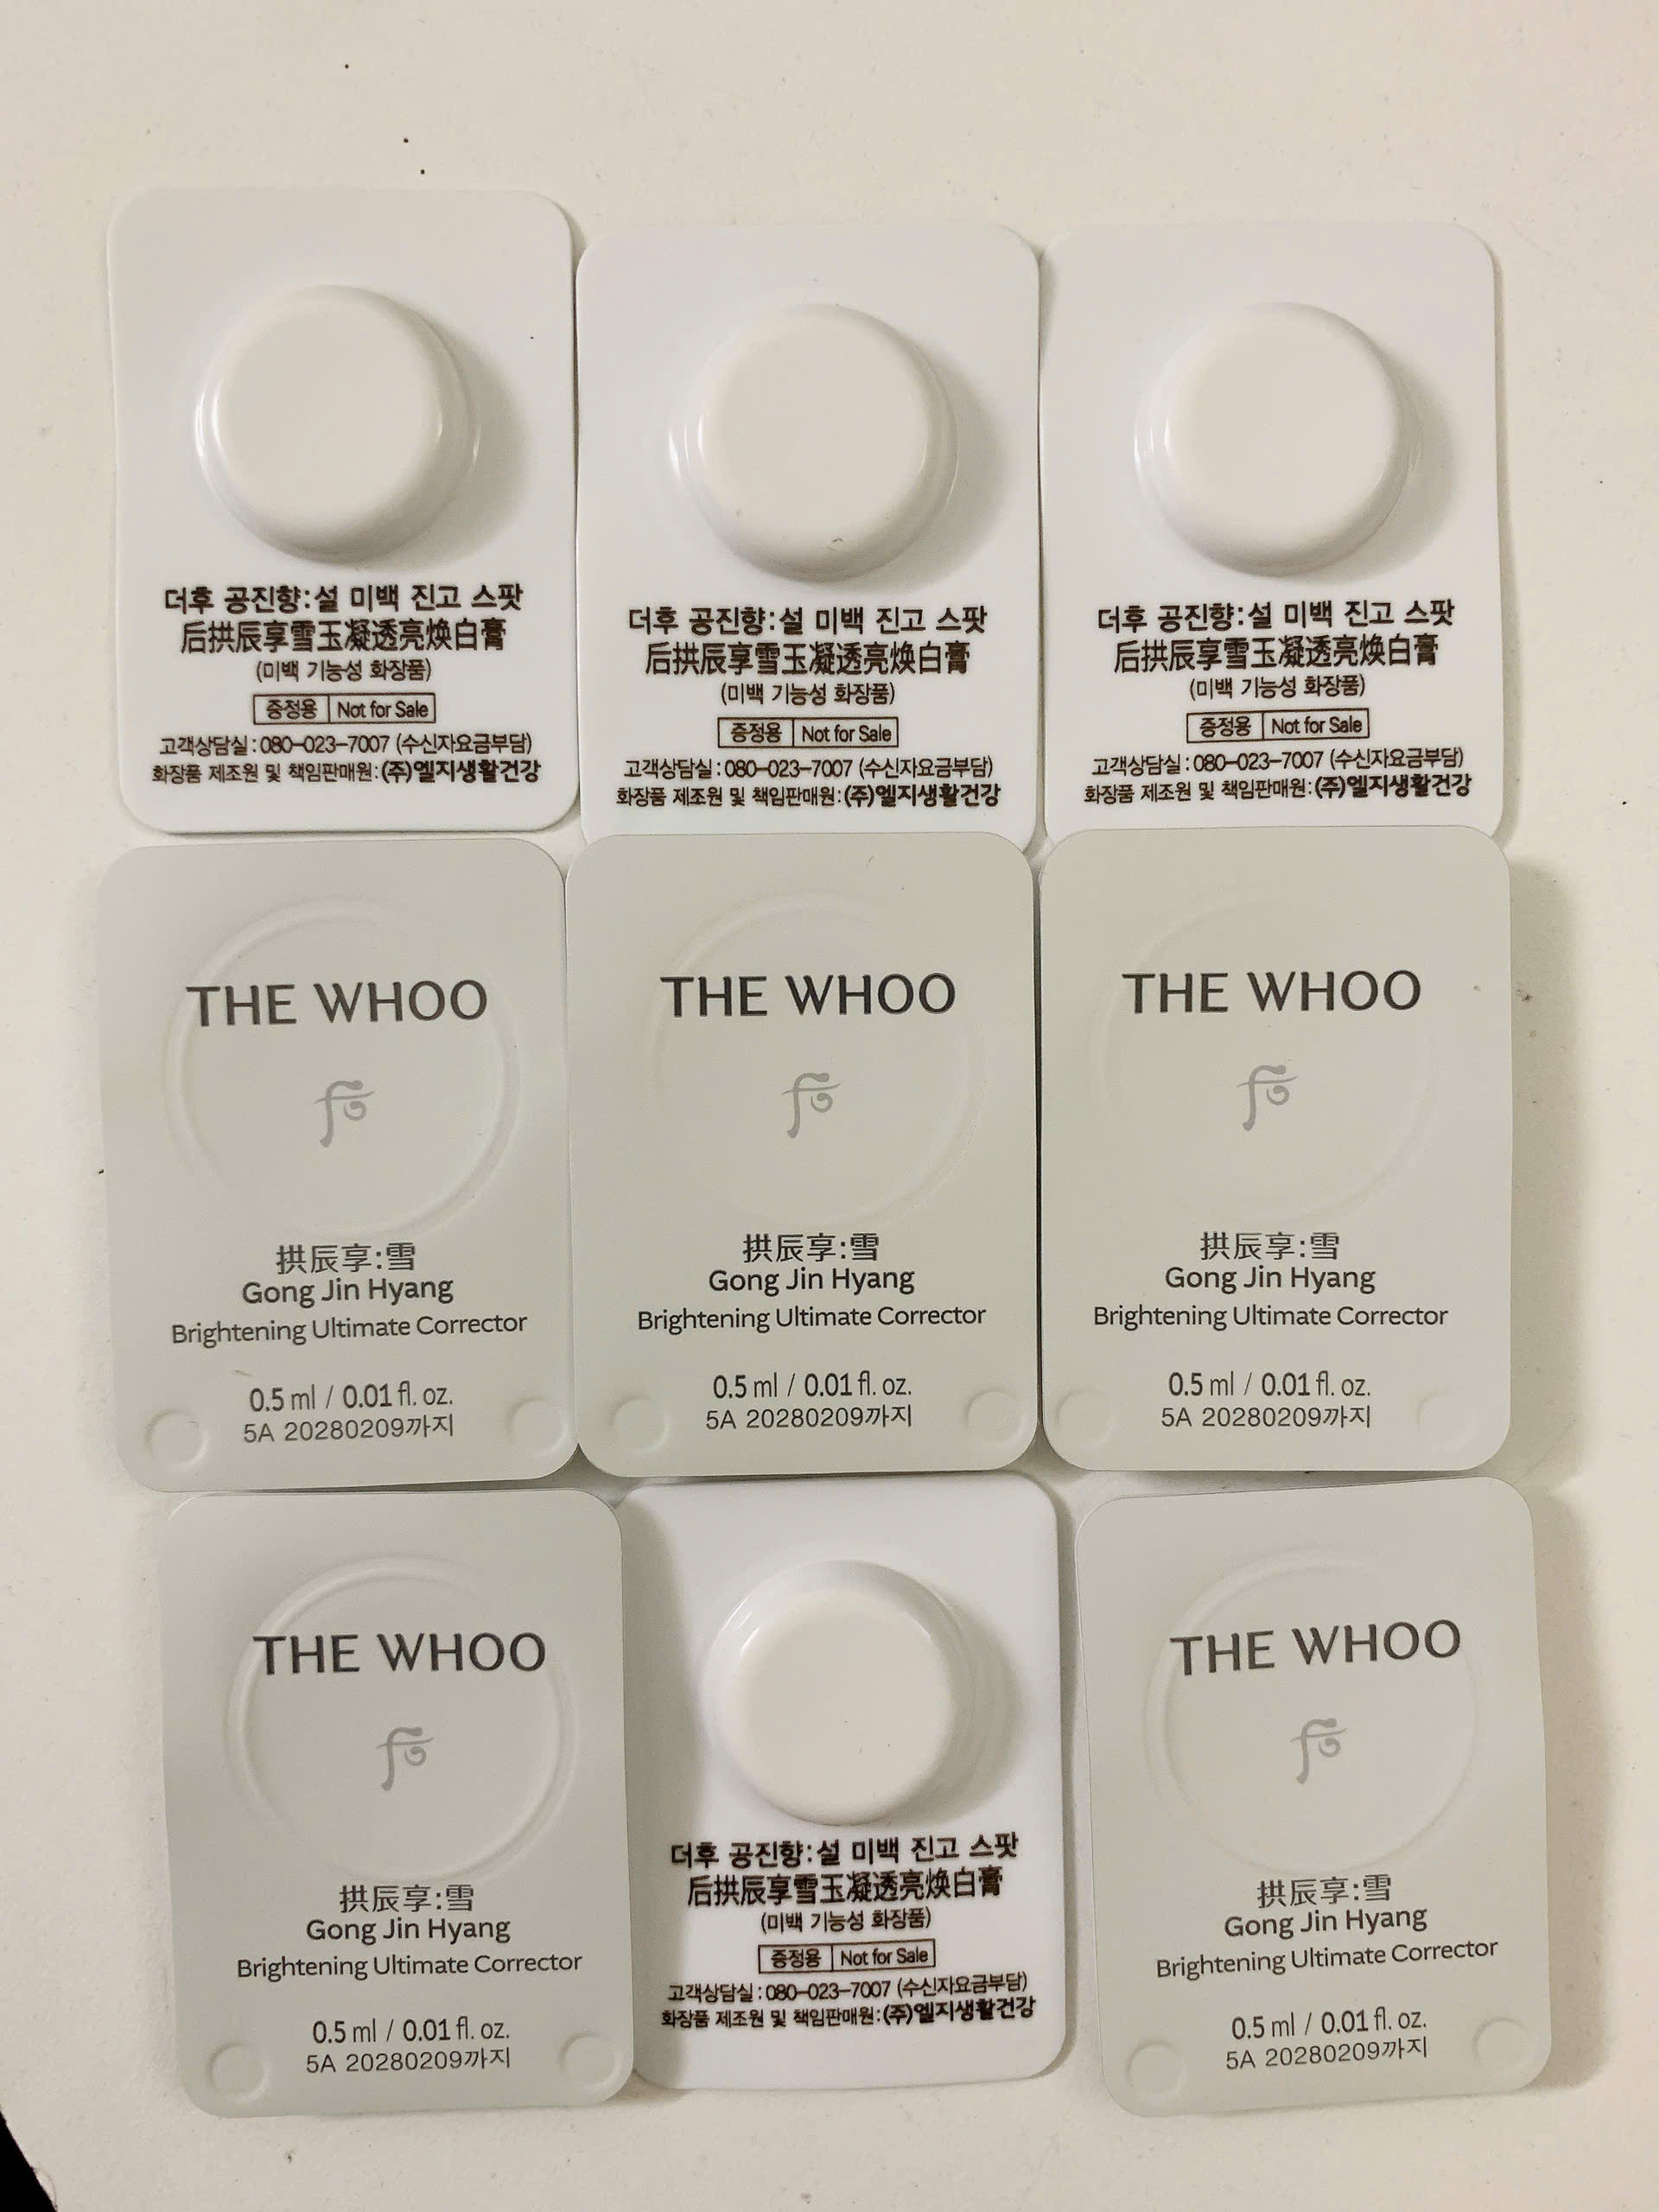 더후 공진향:설 미백 진고 스팟
后拱辰享雪玉凝透亮焕白膏
(미백 기능성 화장품)
증정용 Not for Sale
고객상담실:080-023-7007 (수신자요금부담)
화장품 제조원 및 책임판매원:(주)엘지생활건강
더후 공진향:설 미백 진고 스팟
后拱辰享雪玉凝透亮焕白膏
(미백 기능성 화장품)
증정용 Not for Sale
고객상담실:080-023-7007 (수신자요금부담)
화장품 제조원 및 책임판매원:(주)엘지생활건강
더후 공진향:설 미백 진고 스팟
后拱辰享雪玉凝透亮焕白膏
(미백 기능성 화장품)
증정용 Not for Sale
고객상담실:080-023-7007 (수신자요금부담)
화장품 제조원 및 책임판매원:(주)엘지생활건강
THE WHOO
拱辰享:雪
Gong Jin Hyang
Brightening Ultimate Corrector
0.5 ml / 0.01 fl. oz.
5A 20280209까지
THE WHOO
拱辰享:雪
Gong Jin Hyang
Brightening Ultimate Corrector
0.5 ml / 0.01 fl. oz.
5A 20280209까지
THE WHOO
拱辰享:雪
Gong Jin Hyang
Brightening Ultimate Corrector
0.5 ml / 0.01 fl. oz.
5A 20280209까지
THE WHOO
拱辰享:雪
Gong Jin Hyang
Brightening Ultimate Corrector
0.5 ml / 0.01 fl. oz.
5A 20280209까지
더후 공진향:설 미백 진고 스팟
后拱辰享雪玉凝透亮焕白膏
(미백 기능성 화장품)
증정용 Not for Sale
고객상담실:080-023-7007 (수신자요금부담)
화장품 제조원 및 책임판매원:(주)엘지생활건강
THE WHOO
拱辰享:雪
Gong Jin Hyang
Brightening Ultimate Corrector
0.5 ml / 0.01 fl. oz.
5A 20280209까지